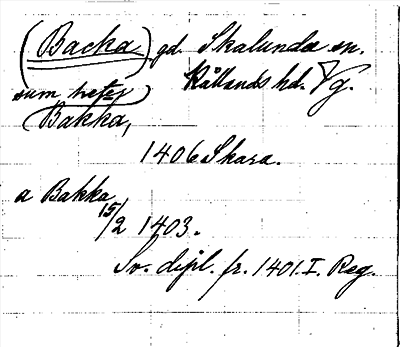 (Backa) gd. Skalunda sn.
sum heter Kållands hd. Vg.
Bakka,
1406 Skara.
a Bakka
15/2 1403.
Sv. dipl. fr. 1401. I. Reg.